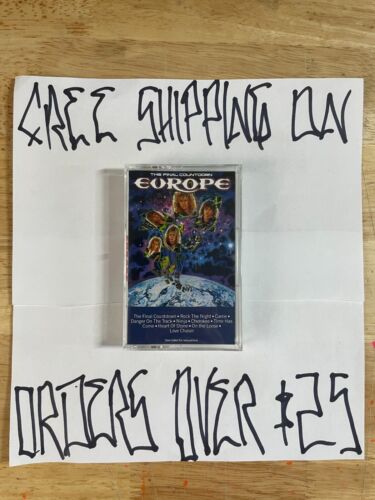 FREE SHIPPING ON
THE FINAL COUNTDOWN
EUROPE
The Final Countdown • Rock The Night • Carrie •
Danger On The Track • Ninja • Cherokee • Time Has
Come • Heart Of Stone • On the Loose •
Love Chaser
ORDERS OVER $25